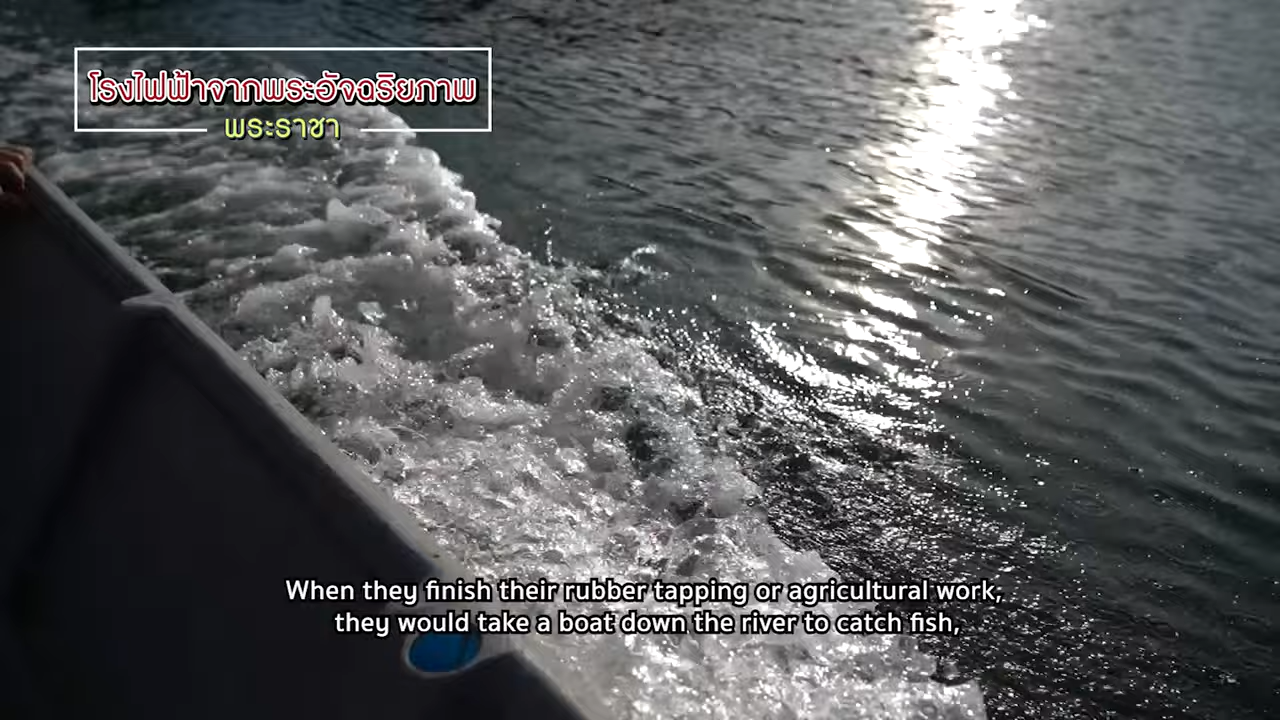 โรงไฟฟ้าจากพระอัจฉริยภาพ
พระราชา
When they finish their rubber tapping or agricultural work,
they would take a boat down the river to catch fish,